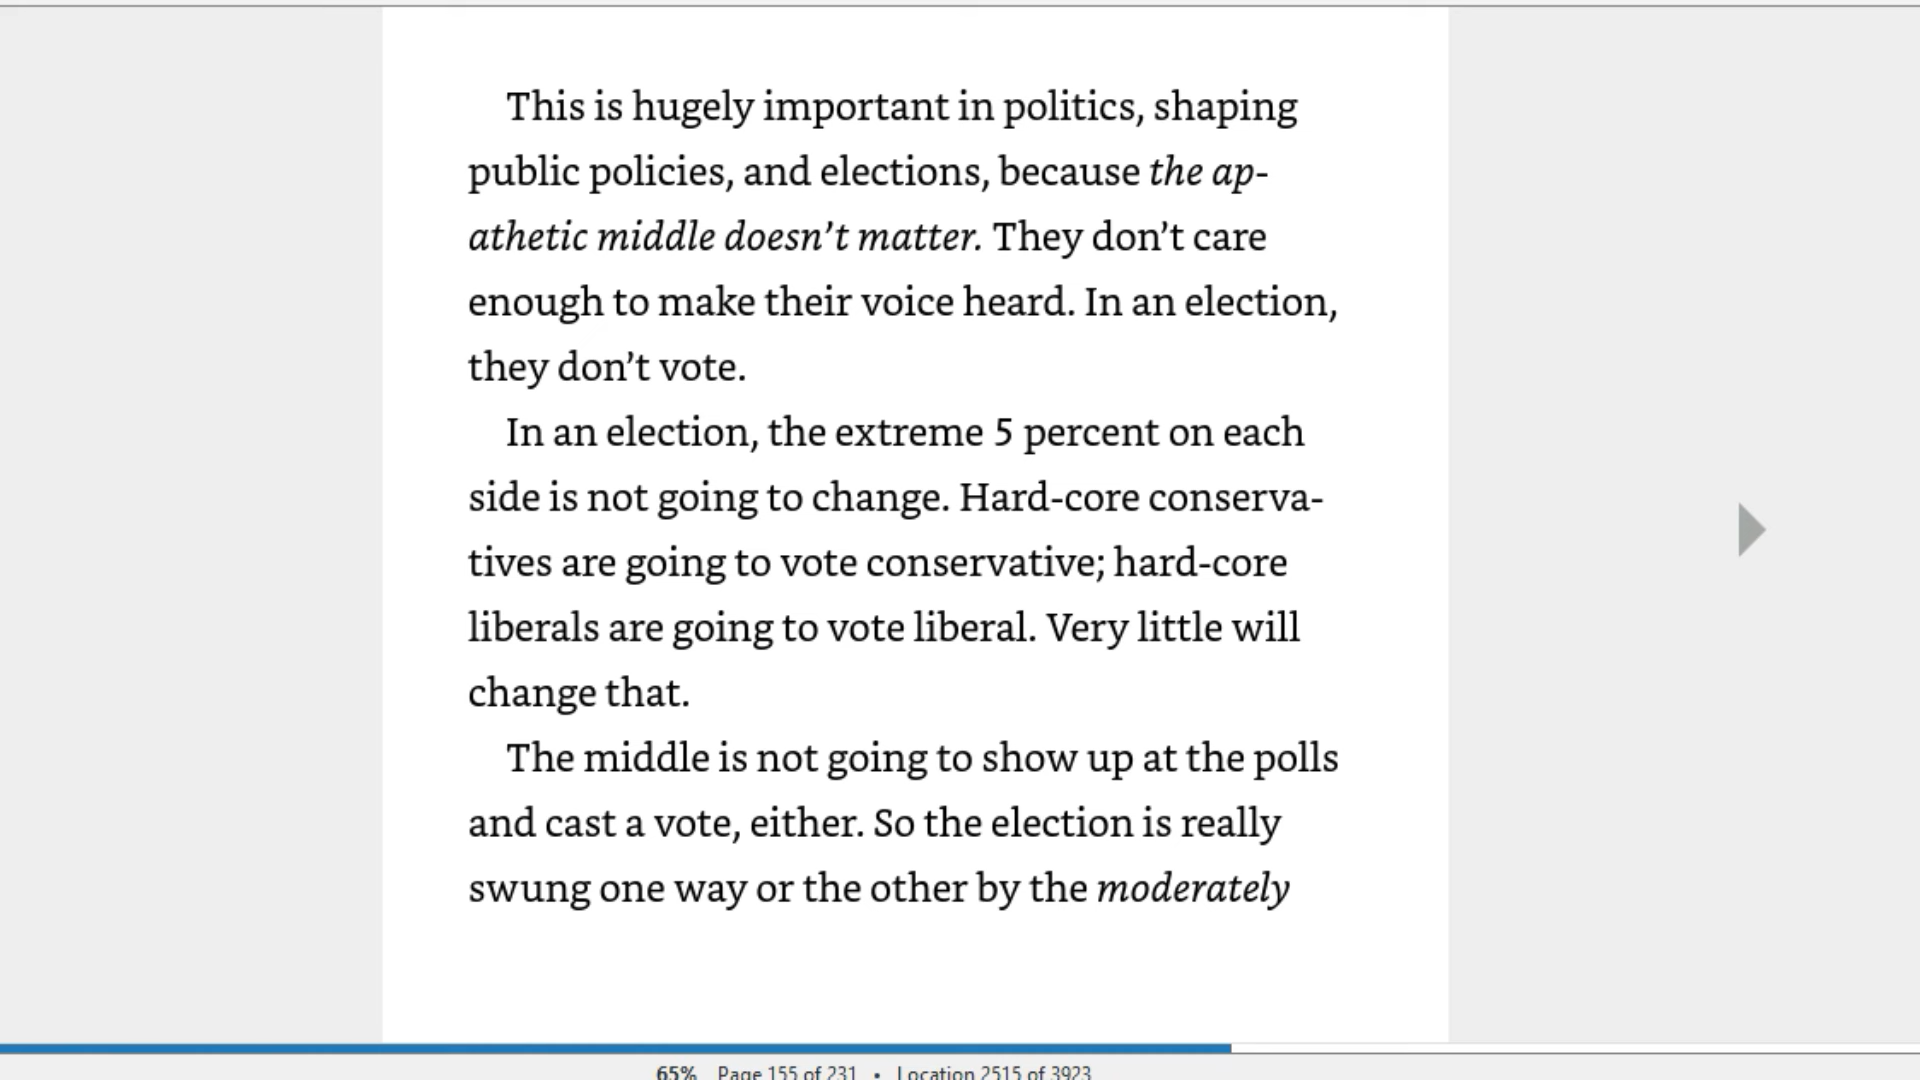 This is hugely important in politics, shaping
public policies, and elections, because the ap-
athetic middle doesn’t matter. They don’t care
enough to make their voice heard. In an election,
they don’t vote.
In an election, the extreme 5 percent on each
side is not going to change. Hard-core conserva-
tives are going to vote conservative; hard-core
liberals are going to vote liberal. Very little will
change that.
The middle is not going to show up at the polls
and cast a vote, either. So the election is really
swung one way or the other by the moderately
65% Page 155 of 231 • Location 2515 of 3923